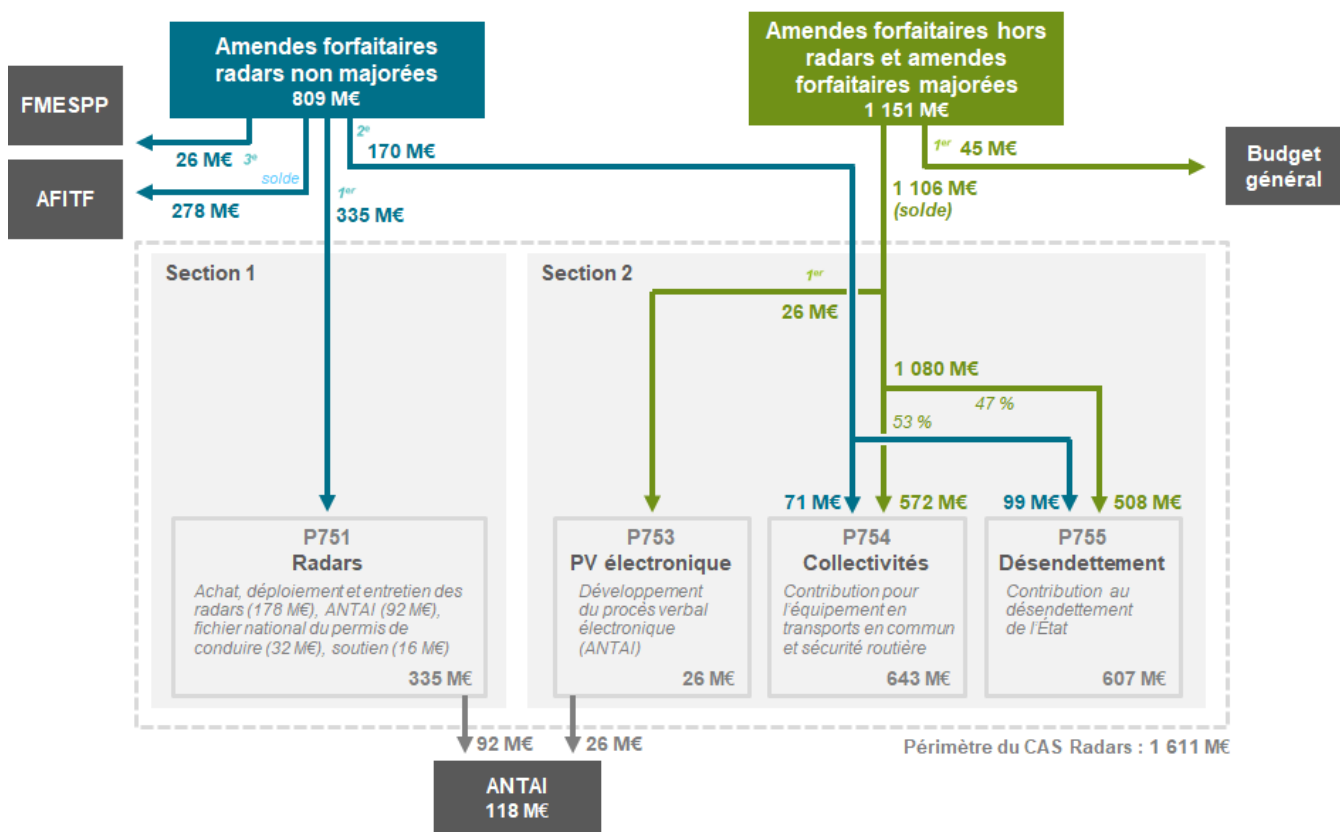 Amendes forfaitaires
radars non majorées
809 M€
Amendes forfaitaires hors
radars et amendes
forfaitaires majorées
1 151 M€
FMESPP
AFITF
Budget
général
26 M€ 3e
solde
278 M€
1er
335 M€
2e
170 M€
1er 45 M€
1 106 M€
(solde)
Section 1
Section 2
1er
26 M€
1 080 M€
47 %
53 %
71 M€
572 M€
99 M€
508 M€
P751
Radars
Achat, déploiement et entretien des
radars (178 M€), ANTAI (92 M€),
fichier national du permis de
conduire (32 M€), soutien (16 M€)
335 M€
P753
PV électronique
Développement
du procès verbal
électronique
(ANTAI)
26 M€
P754
Collectivités
Contribution pour
l'équipement en
transports en commun
et sécurité routière
643 M€
P755
Désendettement
Contribution au
désendettement
de l'État
607 M€
92 M€
26 M€
Périmètre du CAS Radars : 1 611 M€
ANTAI
118 M€